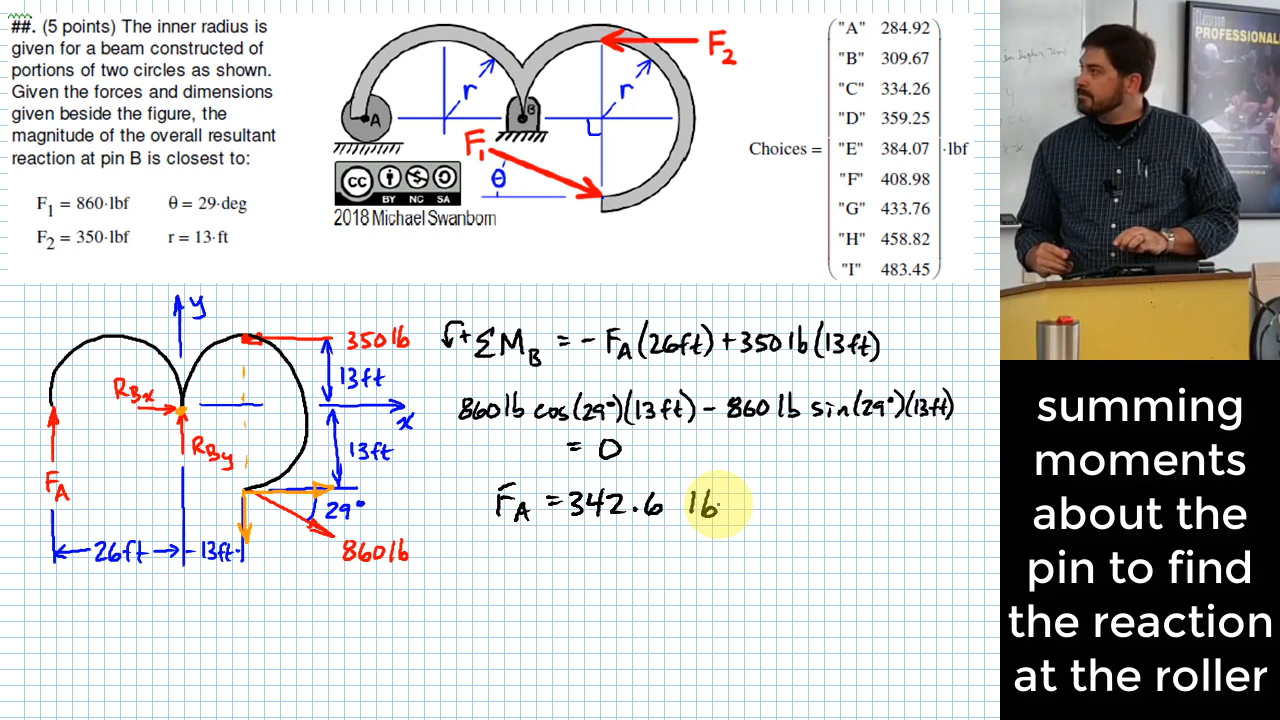 ##. (5 points) The inner radius is
given for a beam constructed of
portions of two circles as shown.
Given the forces and dimensions
given beside the figure, the
magnitude of the overall resultant
reaction at pin B is closest to:
F1 = 860·lbf θ = 29·deg
F2 = 350·lbf r = 13·ft
A
B
r
r
F1
F2
θ
cc
BY NC SA
2018 Michael Swanbom
Choices =
"A" 284.92
"B" 309.67
"C" 334.26
"D" 359.25
"E" 384.07
"F" 408.98
"G" 433.76
"H" 458.82
"I" 483.45
·lbf
Classroom
PROFESSIONAL
y
350 lb
13ft
RBx
x
RBy
13ft
FA
29°
26ft
13ft
860 lb
+ ΣMB = - FA(26ft) + 350 lb (13ft)
860 lb cos(29°)(13ft) - 860 lb sin(29°)(13ft)
= 0
FA = 342.6 lb
summing
moments
about the
pin to find
the reaction
at the roller